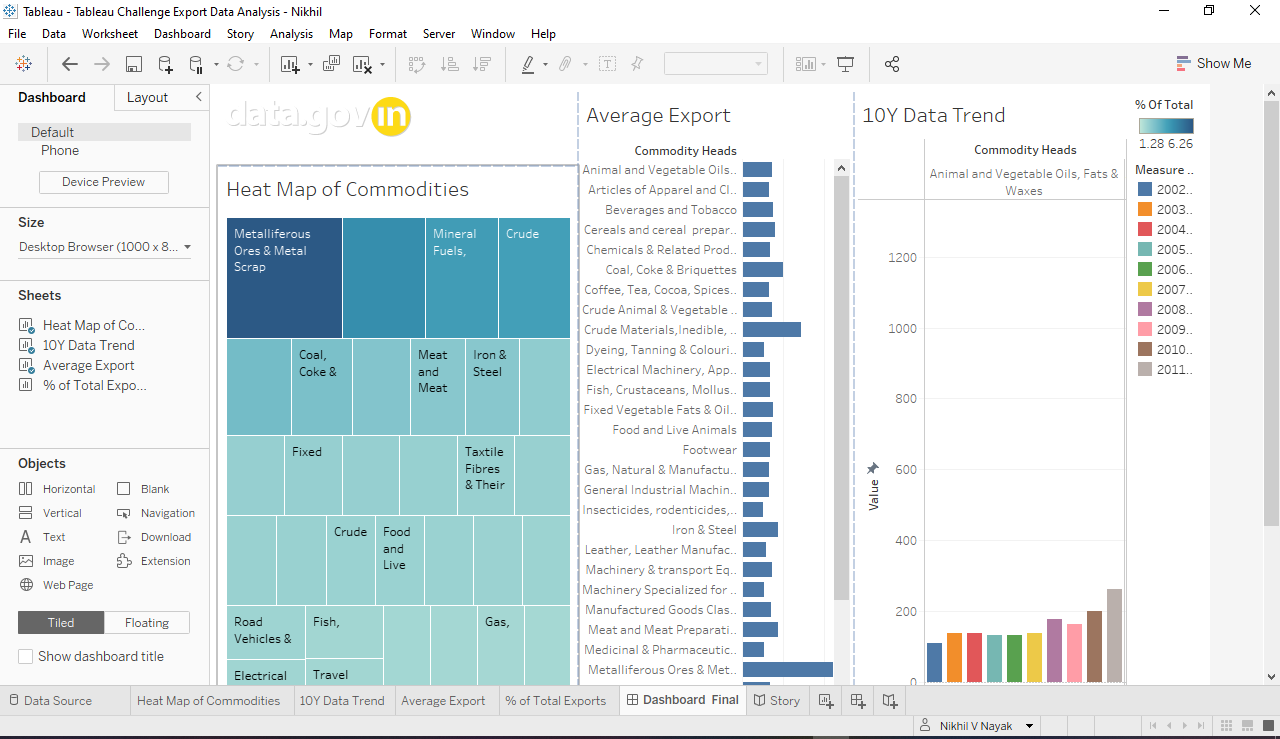 Tableau - Tableau Challenge Export Data Analysis - Nikhil
File Data Worksheet Dashboard Story Analysis Map Format Server Window Help
Show Me
Dashboard Layout
Default
Phone
Device Preview
Size
Desktop Browser (1000 x 8...
Sheets
Heat Map of Co...
10Y Data Trend
Average Export
% of Total Expo...
Objects
Horizontal Blank
Vertical Navigation
A Text Download
Image Extension
Web Page
Tiled Floating
Show dashboard title
data.gov in
Heat Map of Commodities
Metalliferous
Ores & Metal
Scrap
Mineral
Fuels,
Crude
Coal,
Coke &
Meat
and
Meat
Iron &
Steel
Fixed
Taxtile
Fibres
& Their
Crude
Food
and
Live
Road
Vehicles &
Fish,
Gas,
Electrical
Travel
Average Export
Commodity Heads
Animal and Vegetable Oils..
Articles of Apparel and Cl..
Beverages and Tobacco
Cereals and cereal prepar..
Chemicals & Related Prod..
Coal, Coke & Briquettes
Coffee, Tea, Cocoa, Spices..
Crude Animal & Vegetable ..
Crude Materials,Inedible, ..
Dyeing, Tanning & Colouri..
Electrical Machinery, App..
Fish, Crustaceans, Mollus..
Fixed Vegetable Fats & Oil..
Food and Live Animals
Footwear
Gas, Natural & Manufactu..
General Industrial Machin..
Insecticides, rodenticides,..
Iron & Steel
Leather, Leather Manufac..
Machinery & transport Eq..
Machinery Specialized for ..
Manufactured Goods Clas..
Meat and Meat Preparati..
Medicinal & Pharmaceutic..
Metalliferous Ores & Met..
10Y Data Trend
Commodity Heads
Animal and Vegetable Oils, Fats &
Waxes
1200
1000
800
600
400
200
0
Value
% Of Total
1.28 6.26
Measure ..
2002..
2003..
2004..
2005..
2006..
2007..
2008..
2009..
2010..
2011..
Data Source Heat Map of Commodities 10Y Data Trend Average Export % of Total Exports Dashboard Final Story
Nikhil V Nayak